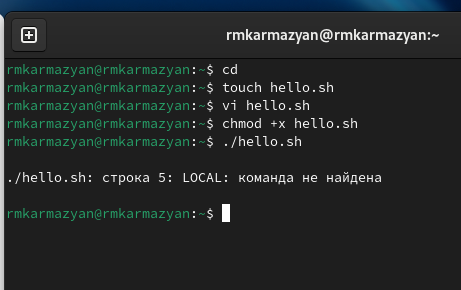 rmkarmazyan@rmkarmazyan:~
rmkarmazyan@rmkarmazyan:~$ cd
rmkarmazyan@rmkarmazyan:~$ touch hello.sh
rmkarmazyan@rmkarmazyan:~$ vi hello.sh
rmkarmazyan@rmkarmazyan:~$ chmod +x hello.sh
rmkarmazyan@rmkarmazyan:~$ ./hello.sh
./hello.sh: строка 5: LOCAL: команда не найдена
rmkarmazyan@rmkarmazyan:~$